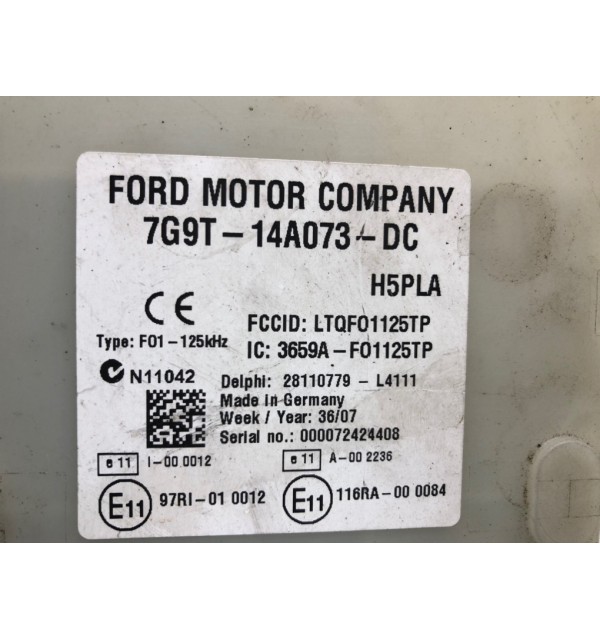 FORD MOTOR COMPANY
7G9T-14A073-DC
H5PLA
CE
FCCID: LTQF01125TP
Type: F01-125kHz
IC: 3659A-F01125TP
N11042
Delphi: 28110779 - L4111
Made in Germany
Week / Year: 36/07
Serial no.: 000072424408
e 11 I-00 0012
e 11 A-00 2236
E11 97RI-01 0012
E11 116RA-00 0084